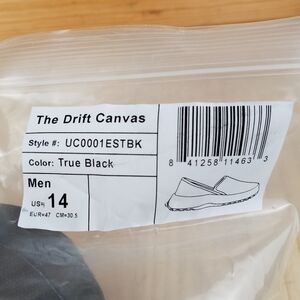 The Drift Canvas
Style #: UC0001ESTBK
Color: True Black
8 41258 11463 3
Men
US= 14
EUR=47 CM=30.5